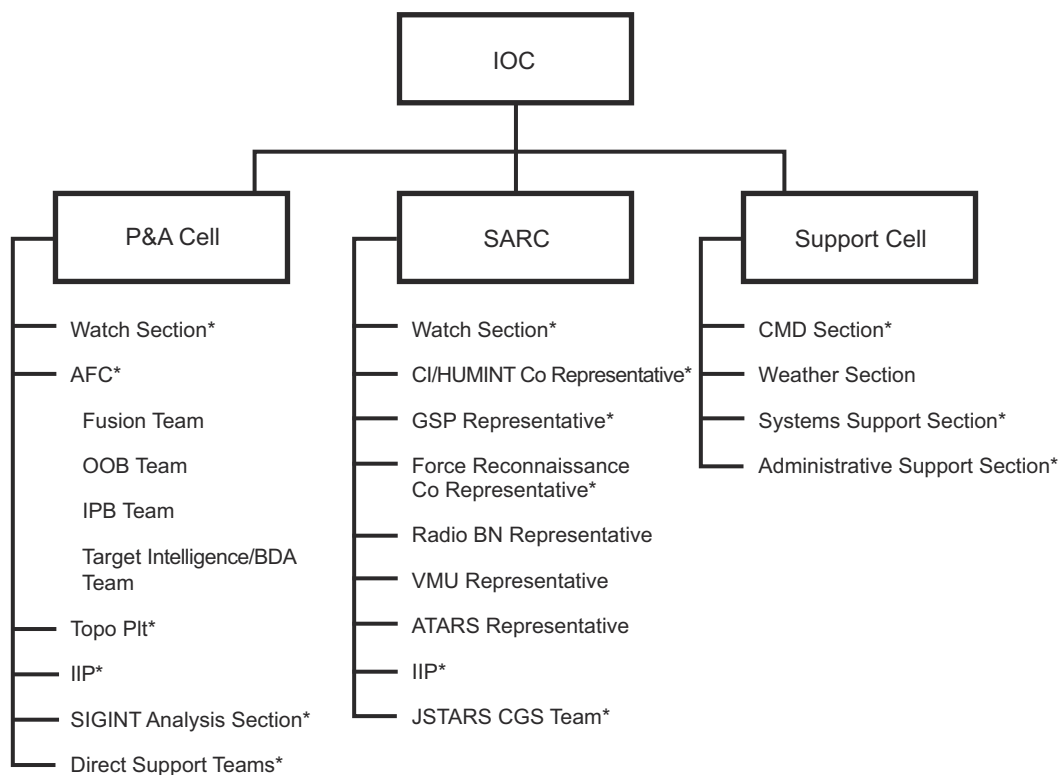 IOC
P&A Cell
SARC
Support Cell
Watch Section*
AFC*
Fusion Team
OOB Team
IPB Team
Target Intelligence/BDA
Team
Topo Plt*
IIP*
SIGINT Analysis Section*
Direct Support Teams*
Watch Section*
CI/HUMINT Co Representative*
GSP Representative*
Force Reconnaissance
Co Representative*
Radio BN Representative
VMU Representative
ATARS Representative
IIP*
JSTARS CGS Team*
CMD Section*
Weather Section
Systems Support Section*
Administrative Support Section*